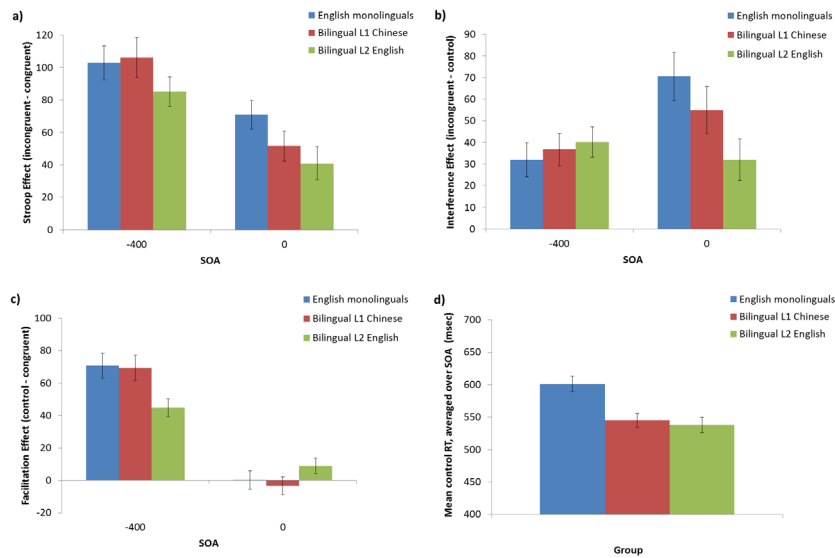 a)
English monolinguals
Bilingual L1 Chinese
Bilingual L2 English
Stroop Effect (incongruent - congruent)
120
100
80
60
40
20
0
-400
0
SOA
b)
English monolinguals
Bilingual L1 Chinese
Bilingual L2 English
Interference Effect (incongruent - control)
90
80
70
60
50
40
30
20
10
0
-400
0
SOA
c)
English monolinguals
Bilingual L1 Chinese
Bilingual L2 English
Facilitation Effect (control - congruent)
100
80
60
40
20
0
-20
-400
0
SOA
d)
English monolinguals
Bilingual L1 Chinese
Bilingual L2 English
Mean control RT, averaged over SOA (msec)
700
650
600
550
500
450
400
Group